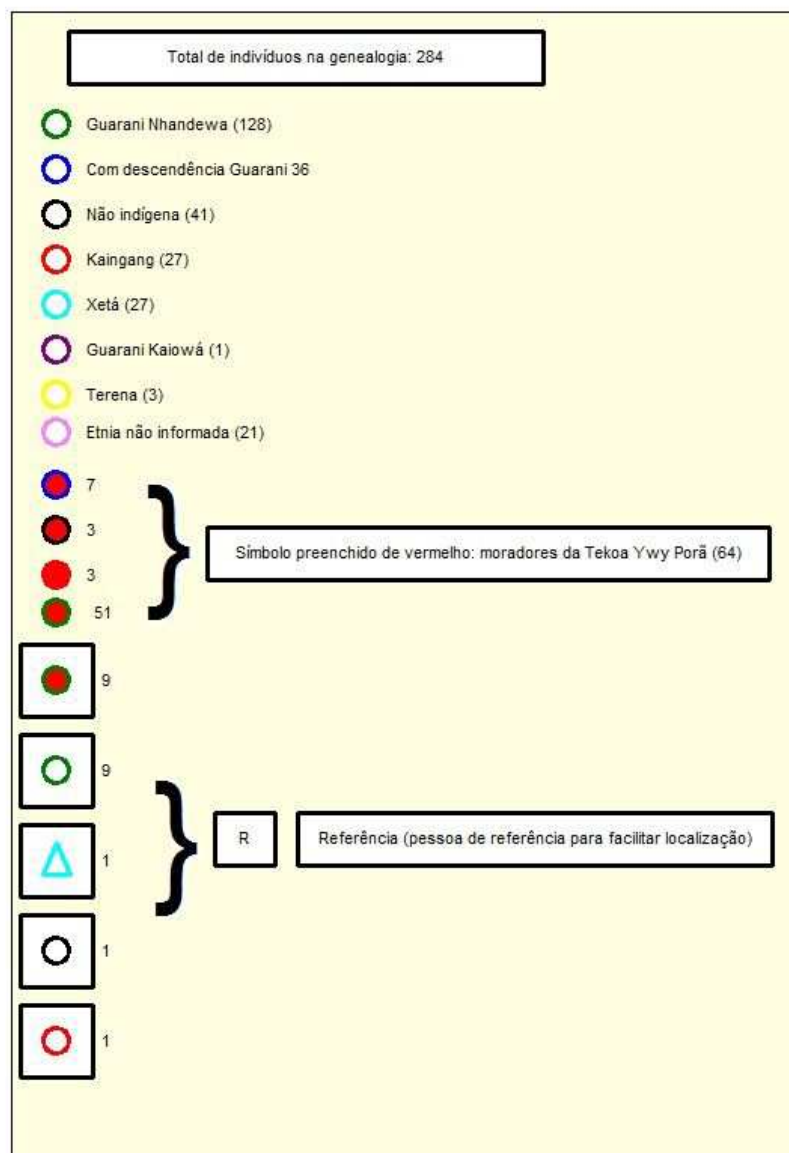 Total de indivíduos na genealogia: 284
Guarani Nhandewa (128)
Com descendência Guarani 36
Não indígena (41)
Kaingang (27)
Xetá (27)
Guarani Kaiowá (1)
Terena (3)
Etnia não informada (21)
7
3
Símbolo preenchido de vermelho: moradores da Tekoa Ywy Porã (64)
3
51
9
9
R
Referência (pessoa de referência para facilitar localização)
1
1
1